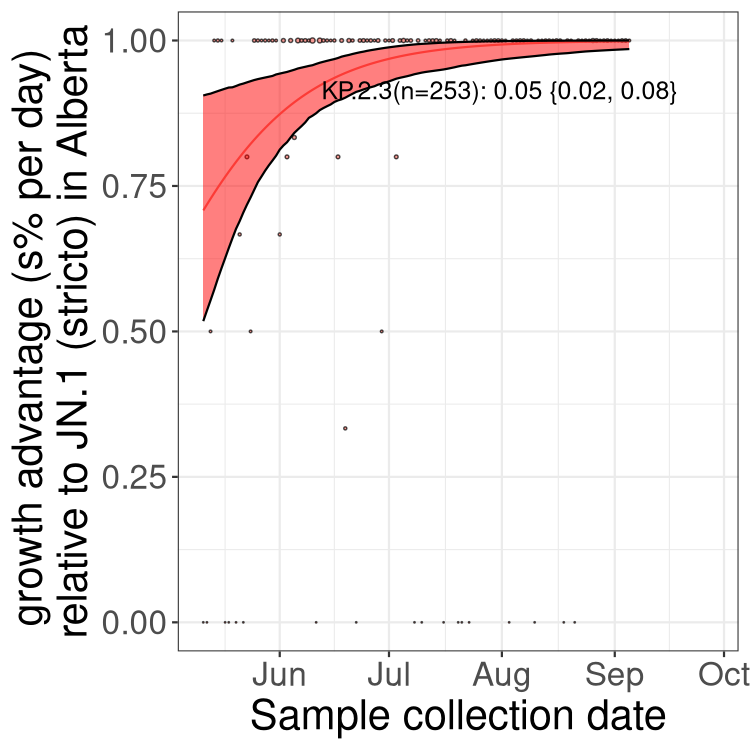 growth advantage (s% per day)
relative to JN.1 (stricto) in Alberta
1.00
0.75
0.50
0.25
0.00
KP.2.3(n=253): 0.05 {0.02, 0.08}
Jun Jul Aug Sep Oct
Sample collection date